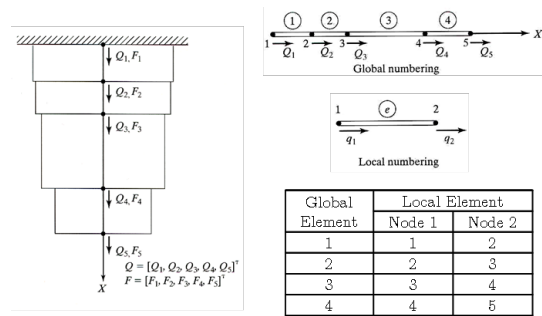 Q₁, F₁
Q₂, F₂
Q₃, F₃
Q₄, F₄
Q₅, F₅
X
Q = [Q₁, Q₂, Q₃, Q₄, Q₅]ᵀ
F = [F₁, F₂, F₃, F₄, F₅]ᵀ
1 2 3 4
1 2 3 4 5 X
Q₁ Q₂ Q₃ Q₄ Q₅
Global numbering
1 e 2
q₁ q₂
Local numbering
Global Element Local Element
Node 1 Node 2
1 1 2
2 2 3
3 3 4
4 4 5